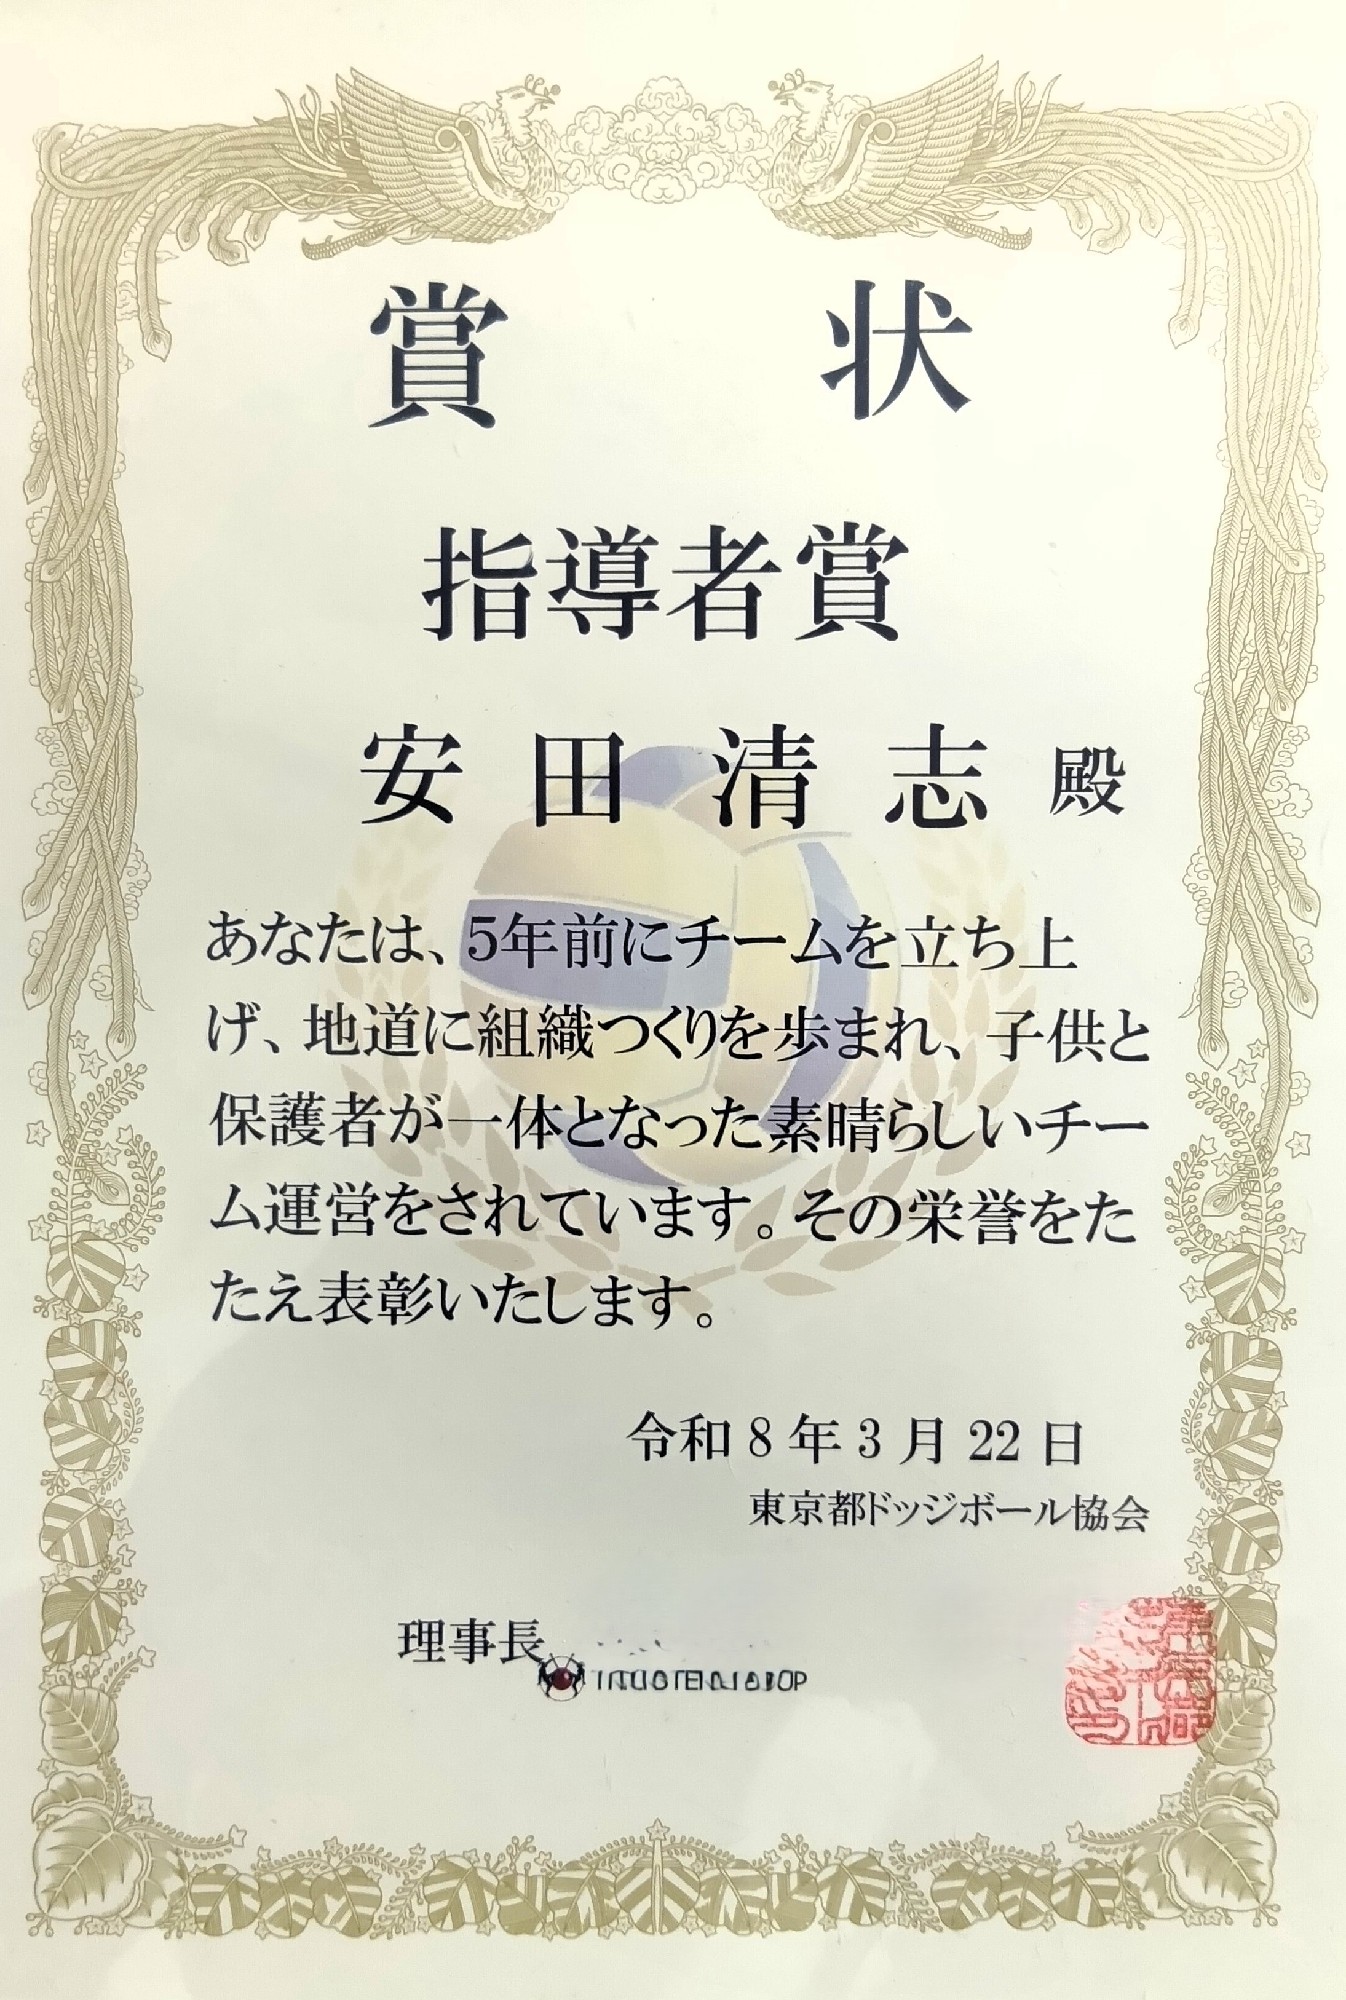 賞状
指導者賞
安田清志殿
あなたは、5年前にチームを立ち上
げ、地道に組織つくりを歩まれ、子供と
保護者が一体となった素晴らしいチー
ム運営をされています。その栄誉をた
たえ表彰いたします。
令和8年3月22日
東京都ドッジボール協会
理事長